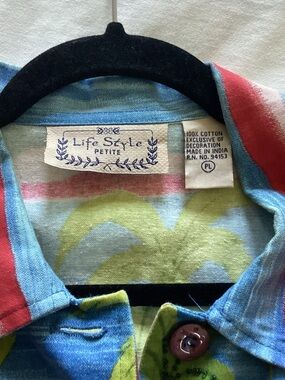 Life Style
PETITE
100% COTTON
EXCLUSIVE OF
DECORATION
MADE IN INDIA
R.N. NO. 94153
PL